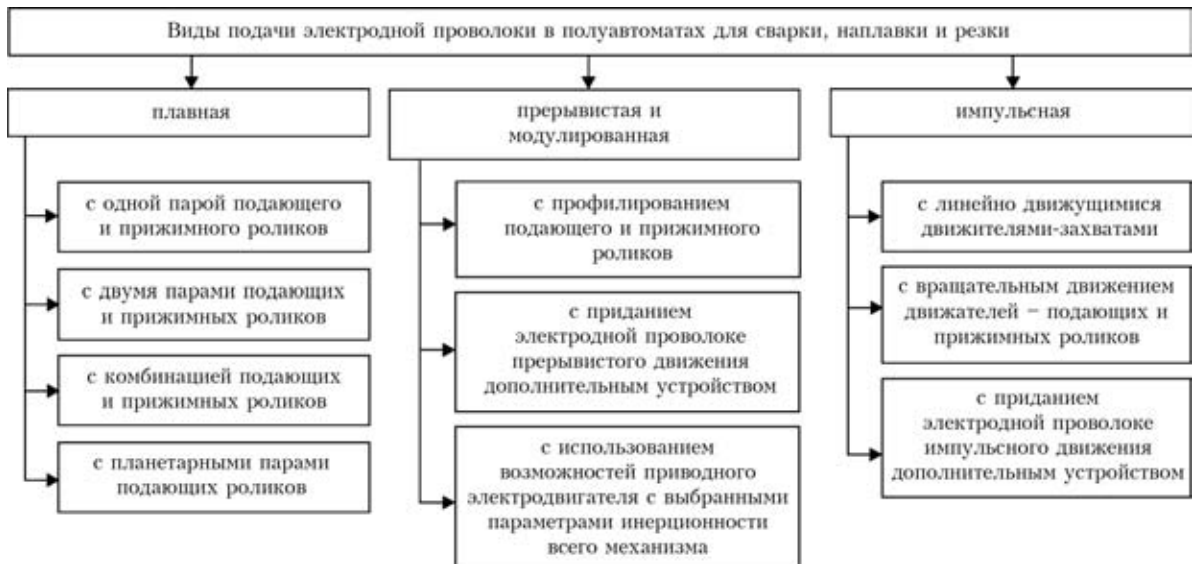 Виды подачи электродной проволоки в полуавтоматах для сварки, наплавки и резки
плавная
с одной парой подающего
и прижимного роликов
с двумя парами подающих
и прижимных роликов
с комбинацией подающих
и прижимных роликов
с планетарными парами
подающих роликов
прерывистая и
модулированная
с профилированием
подающего и прижимного
роликов
с приданием
электродной проволоке
прерывистого движения
дополнительным устройством
с использованием
возможностей приводного
электродвигателя с выбранными
параметрами инерционности
всего механизма
импульсная
с линейно движущимися
движителями-захватами
с вращательным движением
движателей – подающих и
прижимных роликов
с приданием
электродной проволоке
импульсного движения
дополнительным устройством